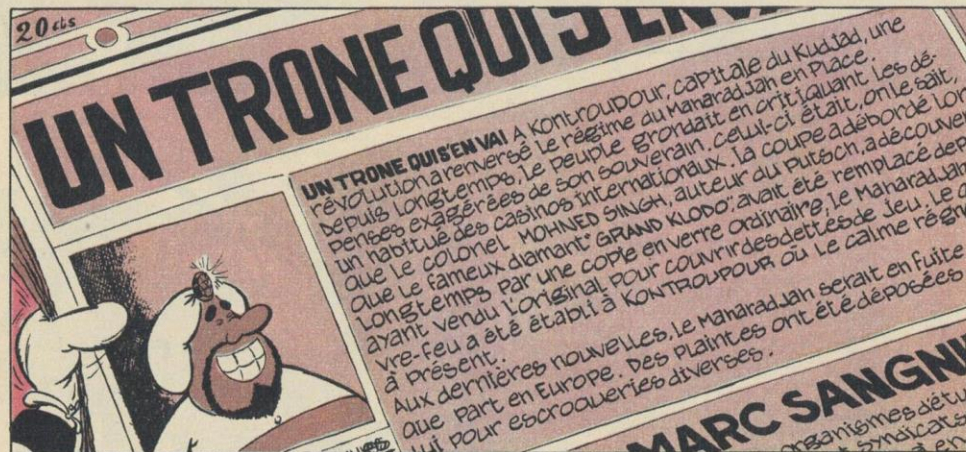 20 cts
UN TRONE QUI S'EN VA
UN TRONE QUI S'EN VA! A KONTROUPOUR, CAPITALE DU KUDJAD, UNE
RÉVOLUTION A RENVERSÉ LE RÉGIME DU MAHARADJAH EN PLACE.
DEPUIS LONGTEMPS, LE PEUPLE GRONDAIT EN CRITIQUANT LES DÉ-
PENSES EXAGÉRÉES DE SON SOUVERAIN. CELUI-CI ÉTAIT, ON LE SAIT,
UN HABITUÉ DES CASINOS INTERNATIONAUX. LA COUPE A DÉBORDÉ LOR
QUE LE COLONEL MOHNED SINGH, AUTEUR DU PUTSCH, A DÉCOUVER
QUE LE FAMEUX DIAMANT "GRAND KLODO", AVAIT ÉTÉ REMPLACÉ DEP
LONGTEMPS PAR UNE COPIE EN VERRE ORDINAIRE, LE MAHARADJAH
AYANT VENDU L'ORIGINAL POUR COUVRIR DES DETTES DE JEU. LE
VRE-FEU A ÉTÉ ÉTABLI À KONTROUPOUR OÙ LE CALME RÈG
À PRÉSENT.
AUX DERNIÈRES NOUVELLES, LE MAHARADJAH SERAIT EN FUITE
QUE PART EN EUROPE. DES PLAINTES ONT ÉTÉ DÉPOSÉES
LUI POUR ESCROQUERIES DIVERSES.
MARC SANGNI
ORGANISMES D'ÉTU
SYNDICATS